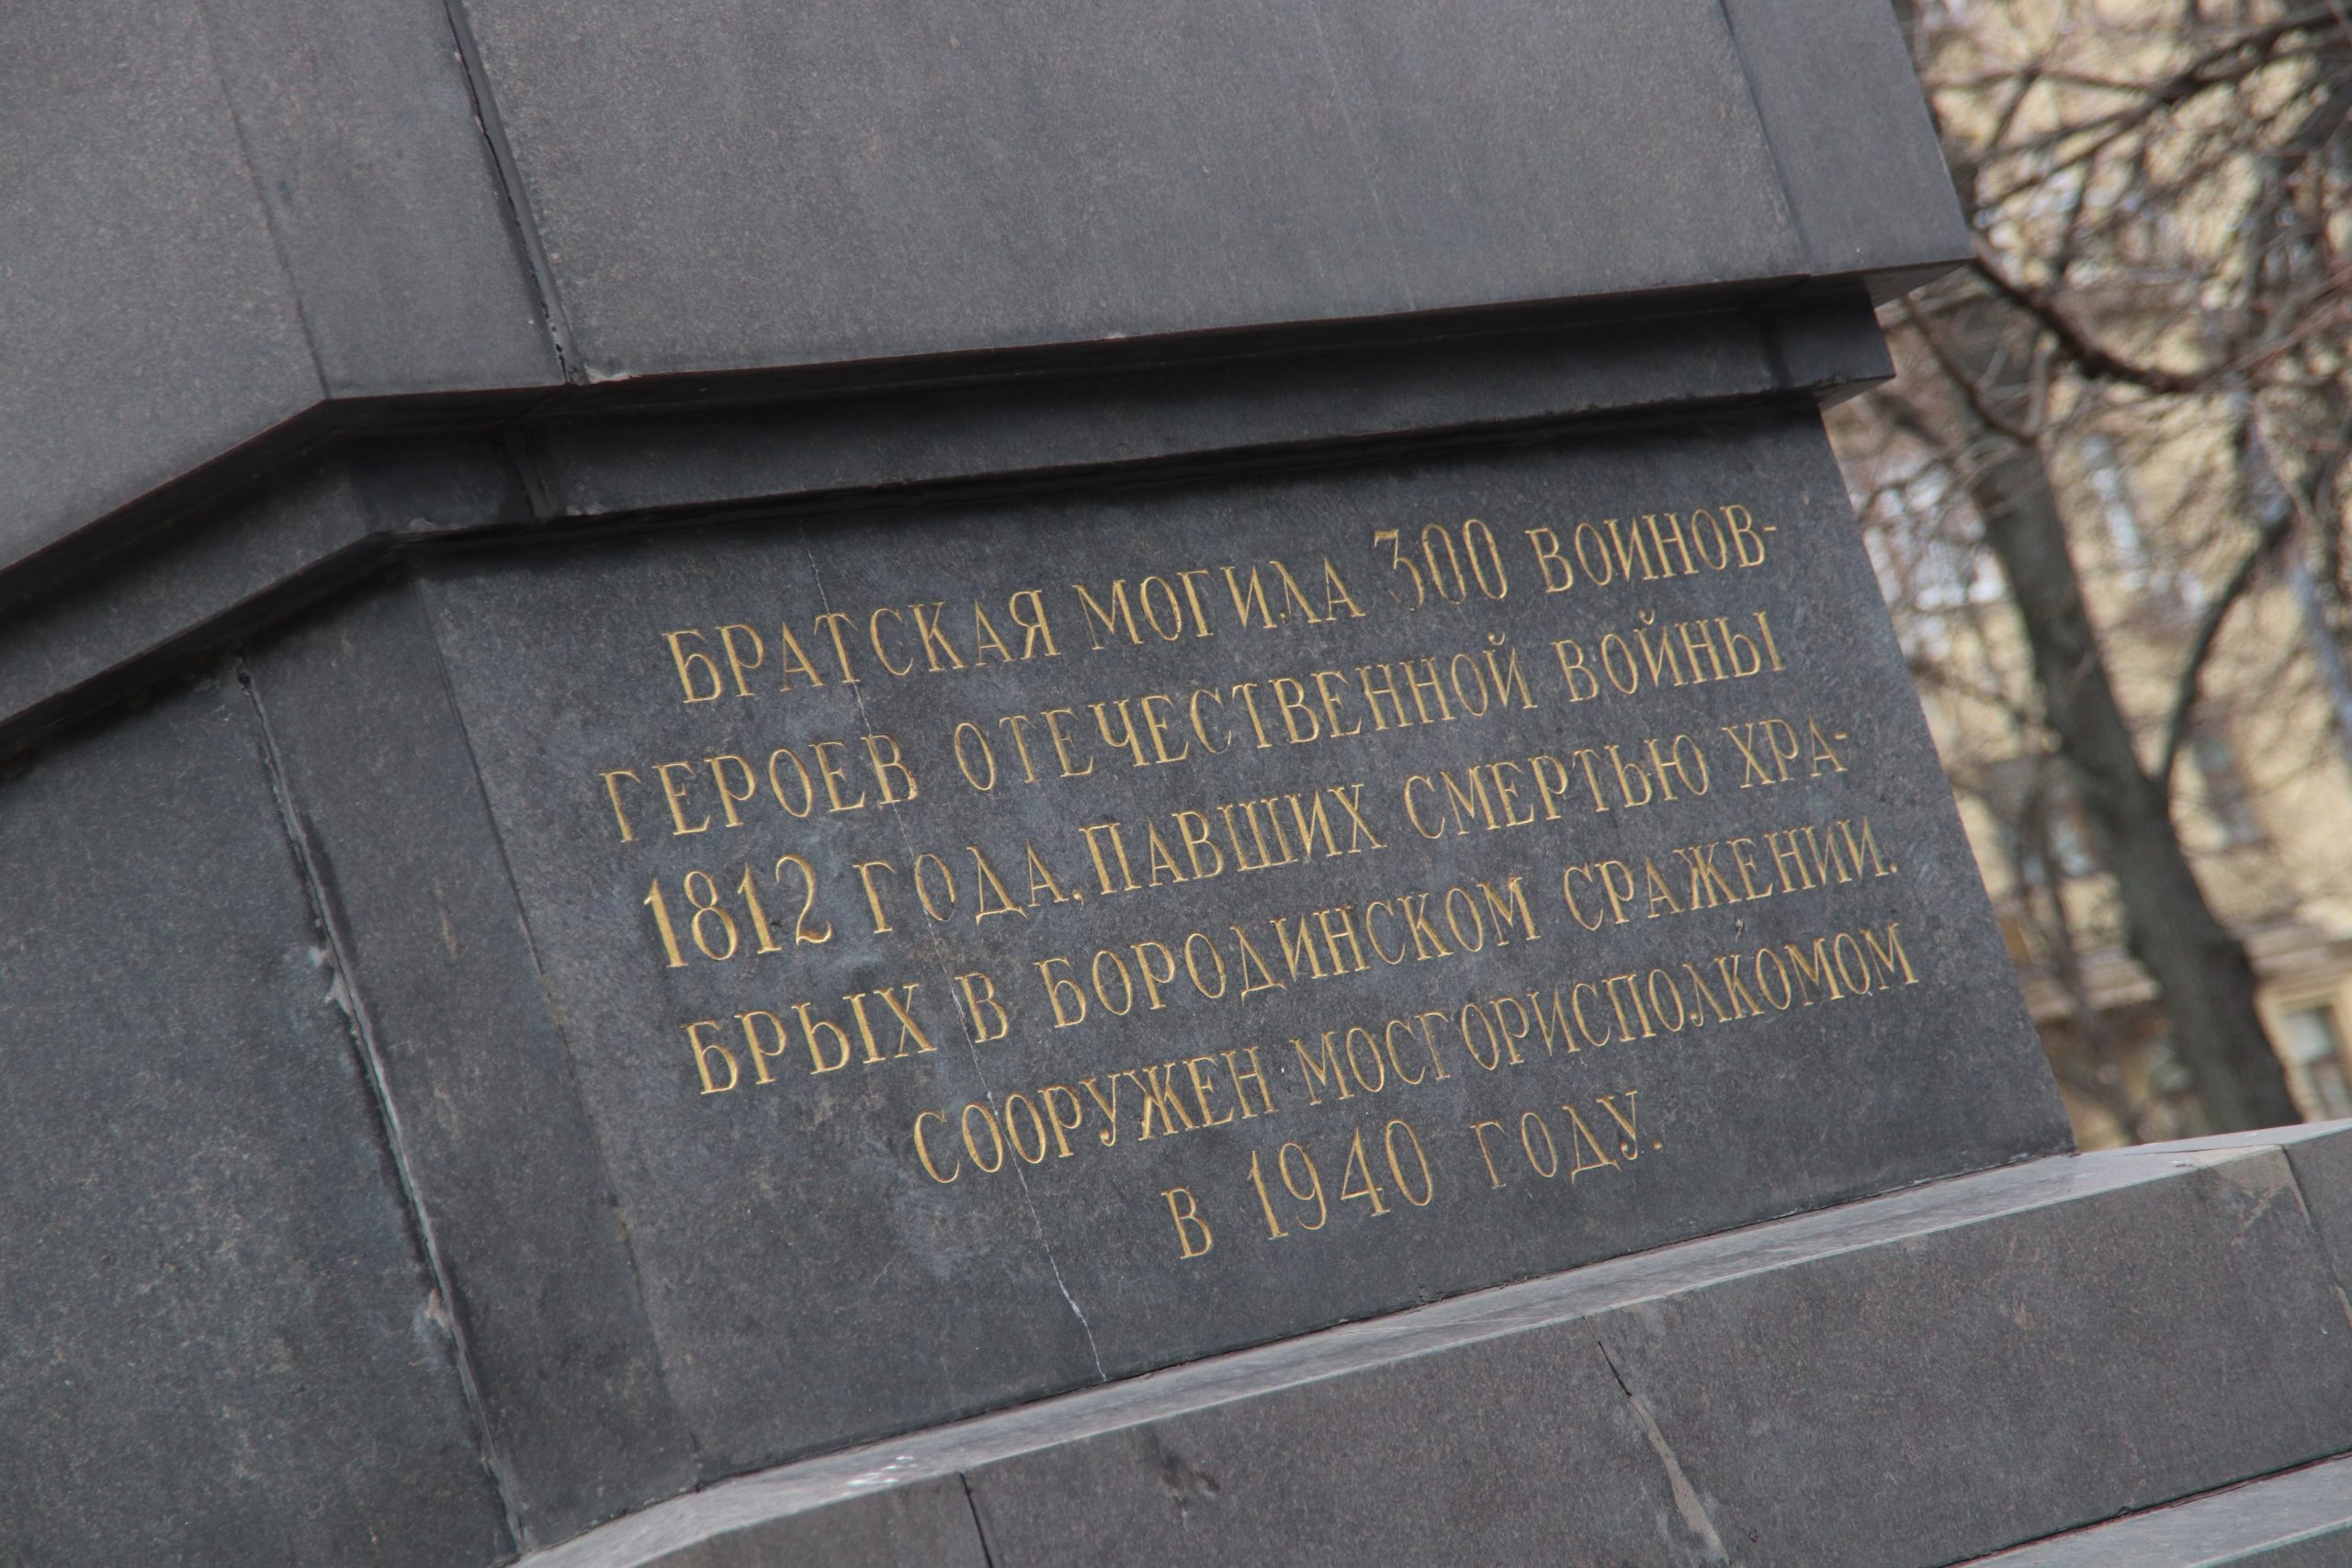 БРАТСКАЯ МОГИЛА 300 ВОИНОВ-
ГЕРОЕВ ОТЕЧЕСТВЕННОЙ ВОЙНЫ
1812 ГОДА, ПАВШИХ СМЕРТЬЮ ХРА-
БРЫХ В БОРОДИНСКОМ СРАЖЕНИИ.
СООРУЖЕН МОСГОРИСПОЛКОМОМ
В 1940 ГОДУ.